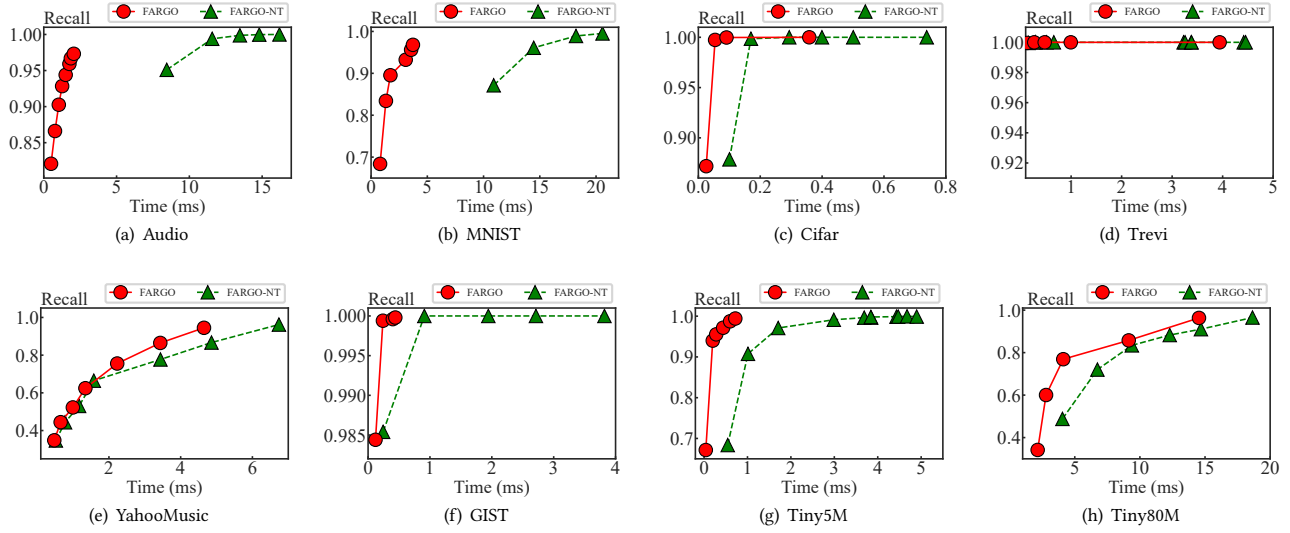 Recall FARGO FARGO-NT
1.00
0.95
0.90
0.85
0 5 10 15
Time (ms)
(a) Audio
Recall FARGO FARGO-NT
1.0
0.9
0.8
0.7
0 5 10 15 20
Time (ms)
(b) MNIST
Recall FARGO FARGO-NT
1.00
0.95
0.90
0.0 0.2 0.4 0.6 0.8
Time (ms)
(c) Cifar
Recall FARGO FARGO-NT
1.00
0.98
0.96
0.94
0.92
1 2 3 4 5
Time (ms)
(d) Trevi
Recall FARGO FARGO-NT
1.0
0.8
0.6
0.4
2 4 6
Time (ms)
(e) YahooMusic
Recall FARGO FARGO-NT
1.000
0.995
0.990
0.985
0 1 2 3 4
Time (ms)
(f) GIST
Recall FARGO FARGO-NT
1.0
0.9
0.8
0.7
0 1 2 3 4 5
Time (ms)
(g) Tiny5M
Recall FARGO FARGO-NT
1.0
0.8
0.6
0.4
5 10 15 20
Time (ms)
(h) Tiny80M